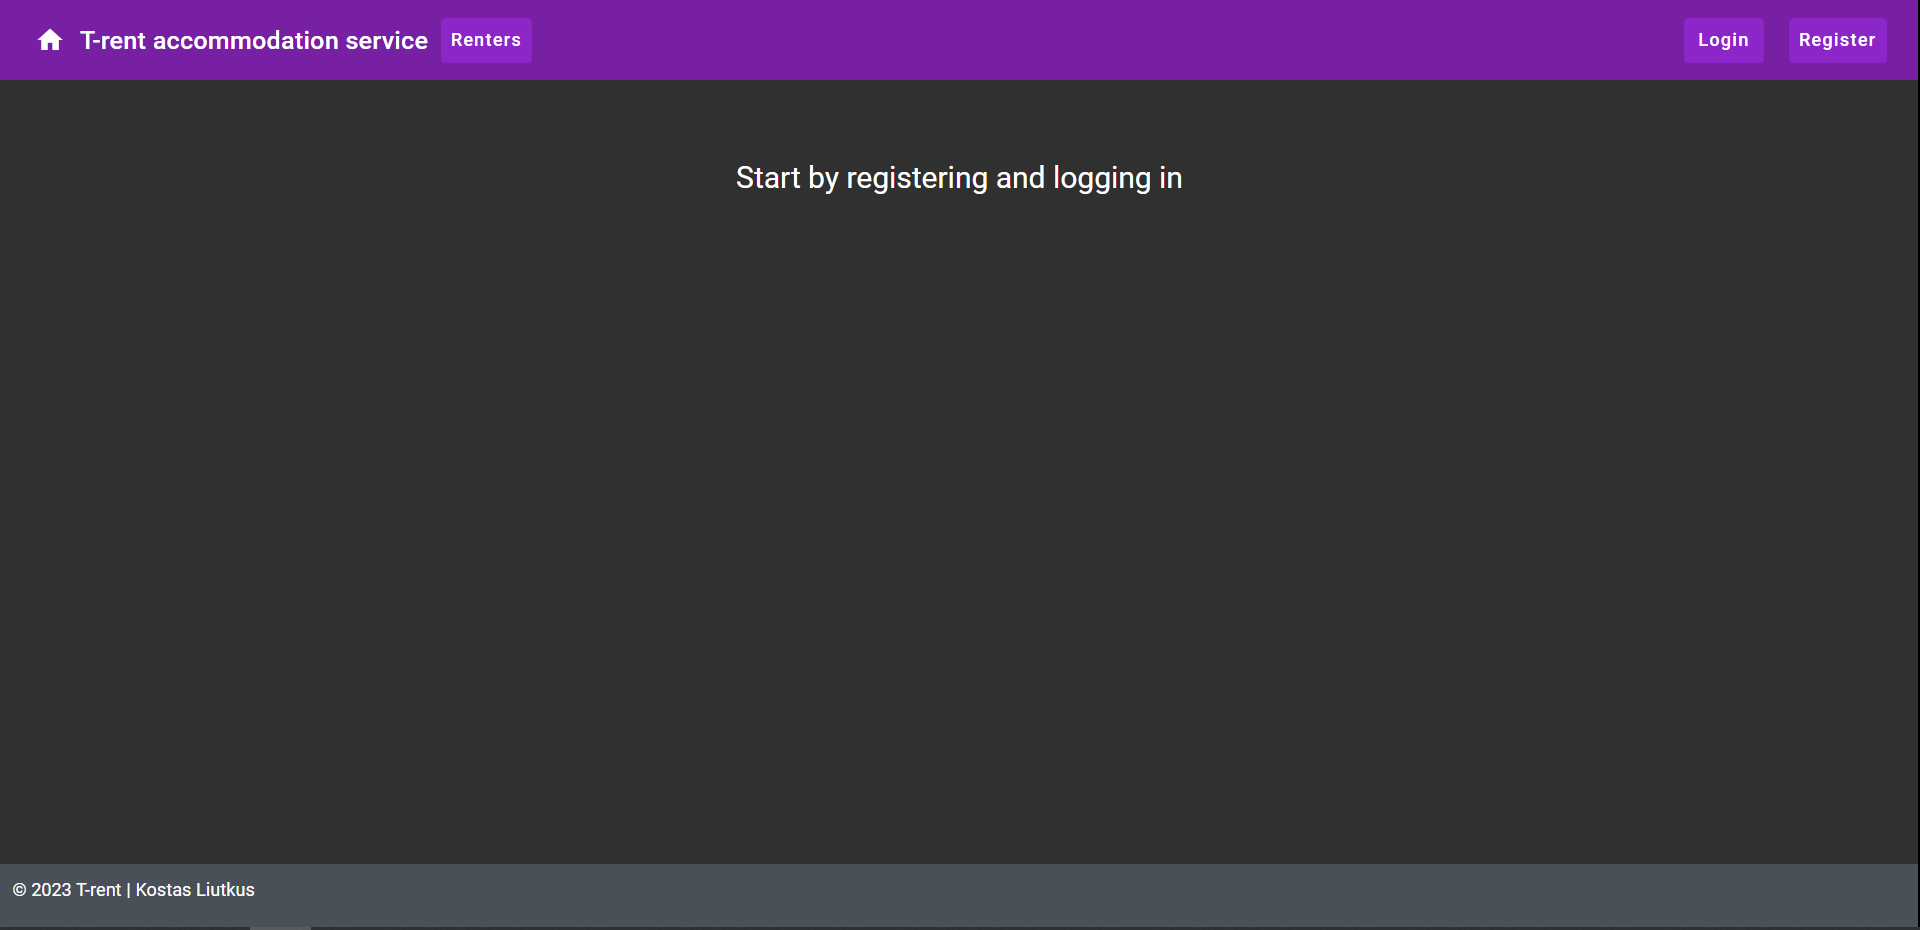 T-rent accommodation service Renters Login Register
Start by registering and logging in
© 2023 T-rent | Kostas Liutkus